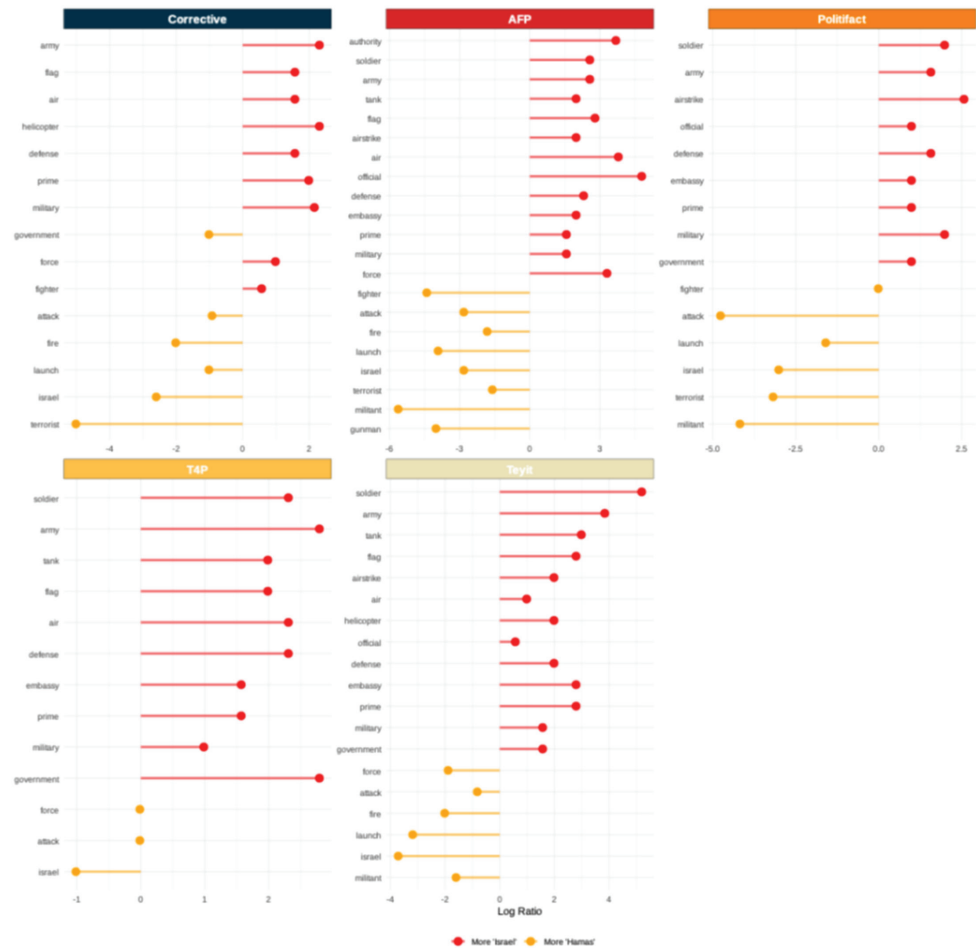 Corrective
army
flag
air
helicopter
defense
prime
military
government
force
fighter
attack
fire
launch
israel
terrorist
-4 -2 0 2
AFP
authority
soldier
army
tank
flag
airstrike
air
official
defense
embassy
prime
military
force
fighter
attack
fire
launch
israel
terrorist
militant
gunman
-6 -3 0 3
Politifact
soldier
army
airstrike
official
defense
embassy
prime
military
government
fighter
attack
launch
israel
terrorist
militant
-5.0 -2.5 0.0 2.5
T4P
soldier
army
tank
flag
air
defense
embassy
prime
military
government
force
attack
israel
-1 0 1 2
Teyit
soldier
army
tank
flag
airstrike
air
helicopter
official
defense
embassy
prime
military
government
force
attack
fire
launch
israel
militant
-4 -2 0 2 4
Log Ratio
More 'Israel' More 'Hamas'